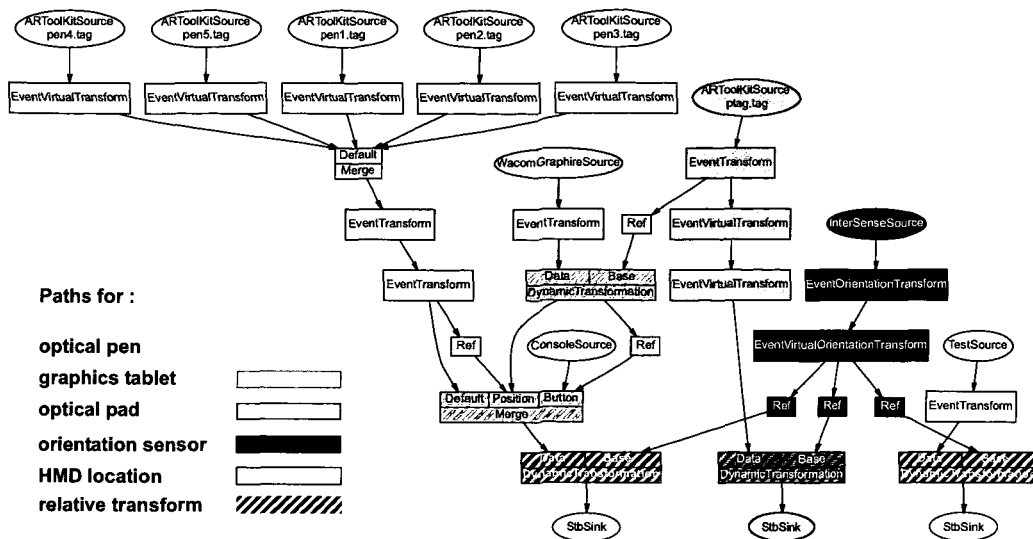 ARToolKitSource
pen4.tag
ARToolKitSource
pen5.tag
ARToolKitSource
pen1.tag
ARToolKitSource
pen2.tag
ARToolKitSource
pen3.tag
EventVirtualTransform
EventVirtualTransform
EventVirtualTransform
EventVirtualTransform
EventVirtualTransform
ARToolKitSource
ptag.tag
Default
Merge
WacomGraphireSource
EventTransform
EventTransform
EventTransform
Ref
EventVirtualTransform
InterSenseSource
EventTransform
Data Base
DynamicTransformation
EventVirtualTransform
EventOrientationTransform
Paths for :
optical pen
graphics tablet
optical pad
orientation sensor
HMD location
relative transform
Ref
ConsoleSource
Ref
EventVirtualOrientationTransform
TestSource
Default Position Button
Merge
Ref
Ref
Ref
EventTransform
Data Base
DynamicTransformation
Data Base
DynamicTransformation
Data Base
DynamicTransformation
StbSink
StbSink
StbSink